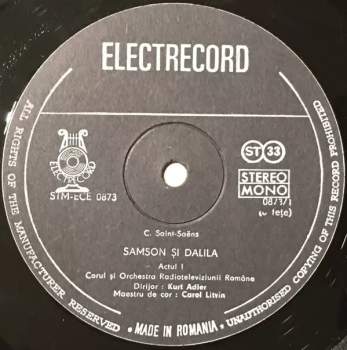 ELECTRECORD
ELECTRECORD
STM-ECE 0873
ST 33
STEREO
MONO
0873/1
(4 fețe)
C. Saint-Saëns
SAMSON ȘI DALILA
- Actul I
Corul și Orchestra Radioteleviziunii Române
Dirijor : Kurt Adler
Maestru de cor : Carol Litvin
ALL RIGHTS OF THE MANUFACTURER RESERVED • MADE IN ROMANIA • UNAUTHORISED COPYING OF THIS RECORD PROHIBITED